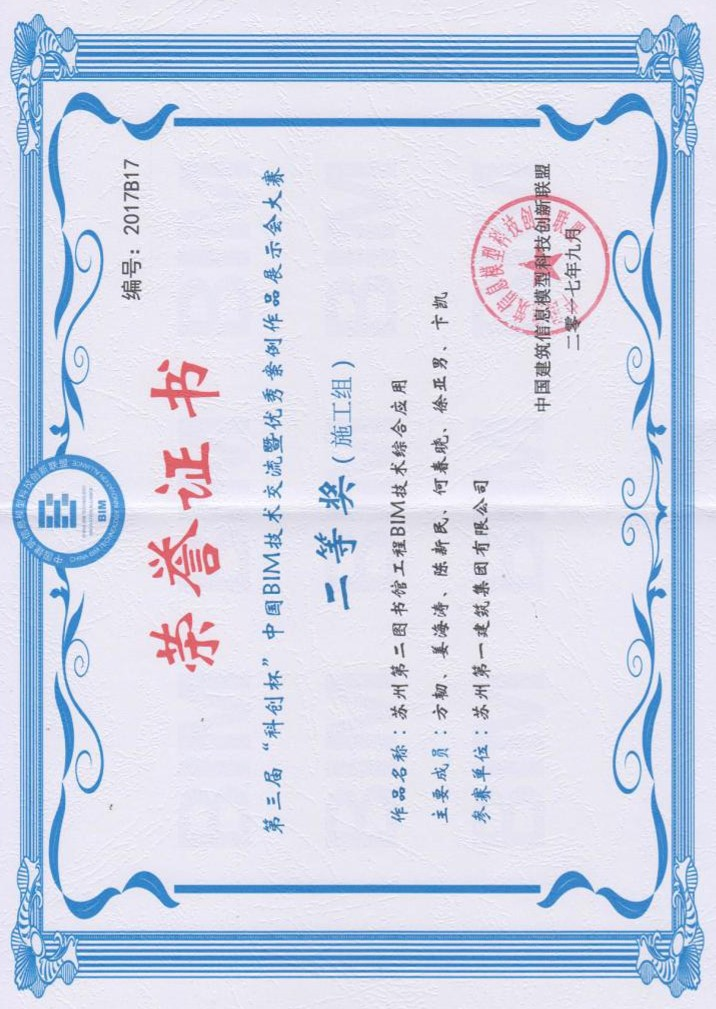 编号：2017B17
荣誉证书
第三届“科创杯”中国BIM技术交流暨优秀案例作品展示会大赛
二等奖（施工组）
作品名称：苏州第二图书馆工程BIM技术综合应用
主要成员：方韧、姜海涛、陈新民、何春晓、徐亚男、卞凯
参赛单位：苏州第一建筑集团有限公司
中国建筑信息模型科技创新联盟
二零一七年九月
BIM